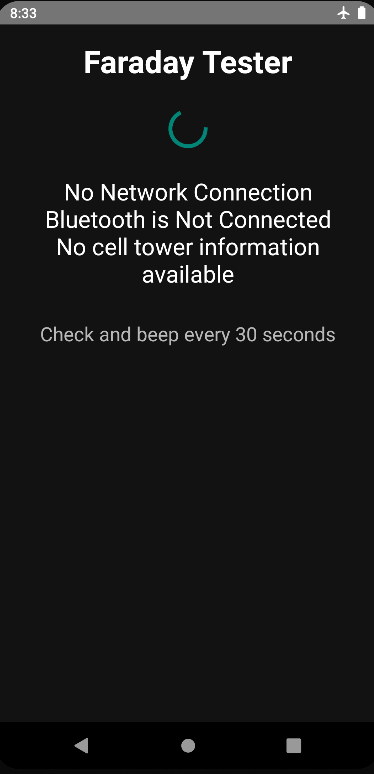 8:33
Faraday Tester
No Network Connection
Bluetooth is Not Connected
No cell tower information
available
Check and beep every 30 seconds